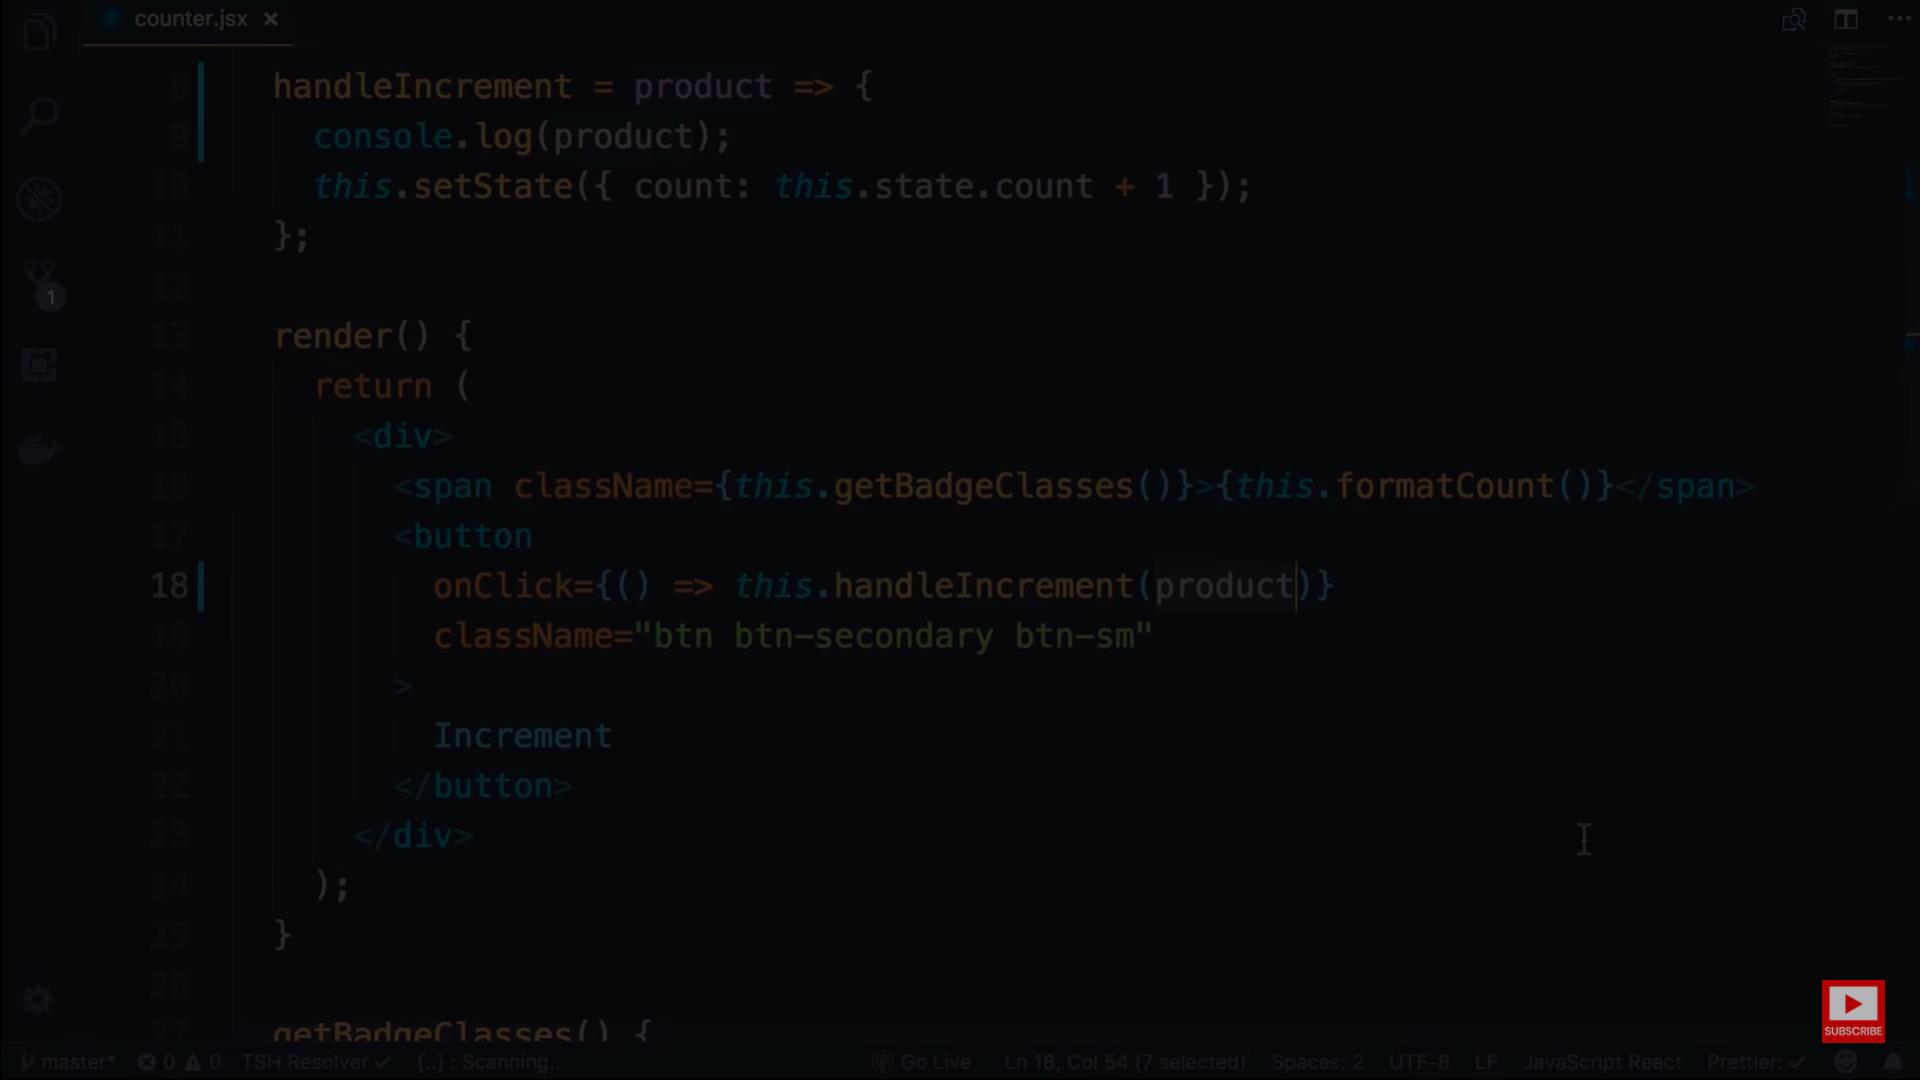 counter.jsx ×
8 handleIncrement = product => {
9 console.log(product);
10 this.setState({ count: this.state.count + 1 });
11 };
12
13 render() {
14 return (
15 <div>
16 <span className={this.getBadgeClasses()}>{this.formatCount()}</span>
17 <button
18 onClick={() => this.handleIncrement(product)}
19 className="btn btn-secondary btn-sm"
20 >
21 Increment
22 </button>
23 </div>
24 );
25 }
26
27 getBadgeClasses() {
1
SUBSCRIBE
master* 0 0 TSH Resolver ✓ {..} : Scanning.. Go Live Ln 18, Col 54 (7 selected) Spaces: 2 UTF-8 LF JavaScript React Prettier: ✓